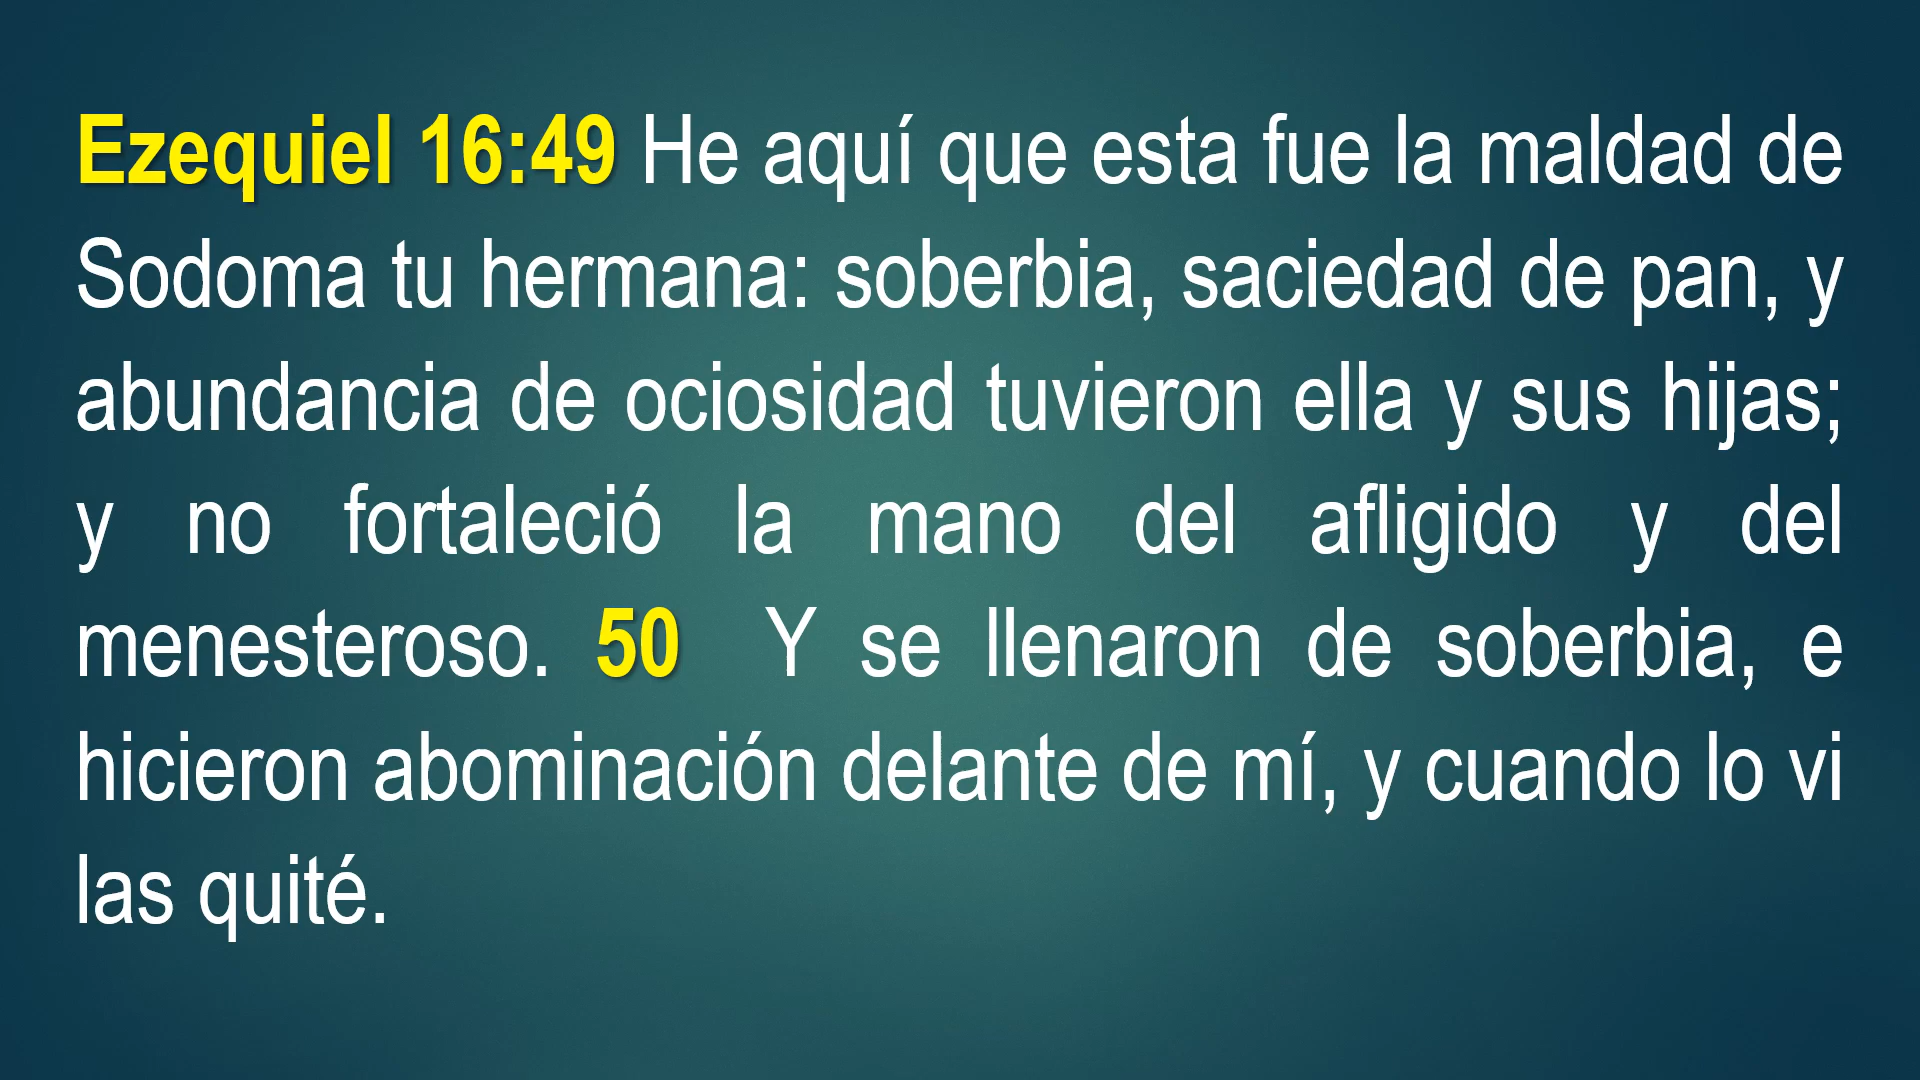 Ezequiel 16:49 He aquí que esta fue la maldad de
Sodoma tu hermana: soberbia, saciedad de pan, y
abundancia de ociosidad tuvieron ella y sus hijas;
y no fortaleció la mano del afligido y del
menesteroso. 50 Y se llenaron de soberbia, e
hicieron abominación delante de mí, y cuando lo vi
las quité.